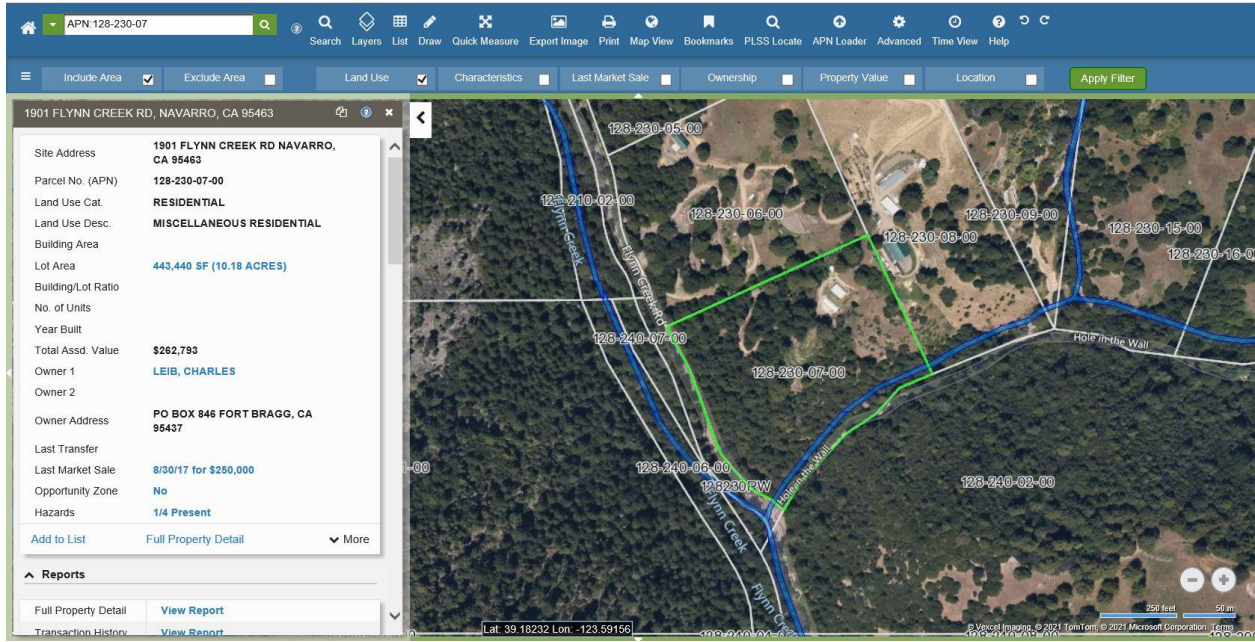 APN:128-230-07
Search
Layers
List
Draw
Quick Measure
Export Image
Print
Map View
Bookmarks
PLSS Locate
APN Loader
Advanced
Time View
Help
Include Area
Exclude Area
Land Use
Characteristics
Last Market Sale
Ownership
Property Value
Location
Apply Filter
1901 FLYNN CREEK RD, NAVARRO, CA 95463
Site Address 1901 FLYNN CREEK RD NAVARRO,
CA 95463
Parcel No. (APN) 128-230-07-00
Land Use Cat. RESIDENTIAL
Land Use Desc. MISCELLANEOUS RESIDENTIAL
Building Area
Lot Area 443,440 SF (10.18 ACRES)
Building/Lot Ratio
No. of Units
Year Built
Total Assd. Value $262,793
Owner 1 LEIB, CHARLES
Owner 2
Owner Address PO BOX 846 FORT BRAGG, CA
95437
Last Transfer
Last Market Sale 8/30/17 for $250,000
Opportunity Zone No
Hazards 1/4 Present
Add to List Full Property Detail More
Reports
Full Property Detail View Report
Transaction History View Report
128-230-05-00
128-210-02-00
128-230-06-00
128-230-09-00
128-230-15-00
128-230-08-00
128-230-16-0
Flynn Creek
Flynn Creek Rd
128-240-07-00
Hole in the Wall
128-230-07-00
-00
128-240-06-00
128230RW
Hole in the Wall
128-240-02-00
Flynn Creek
Flynn Creek
250 feet 50 m
Lat: 39.18232 Lon: -123.59156
© Vexcel Imaging, © 2021 TomTom, © 2021 Microsoft Corporation Terms